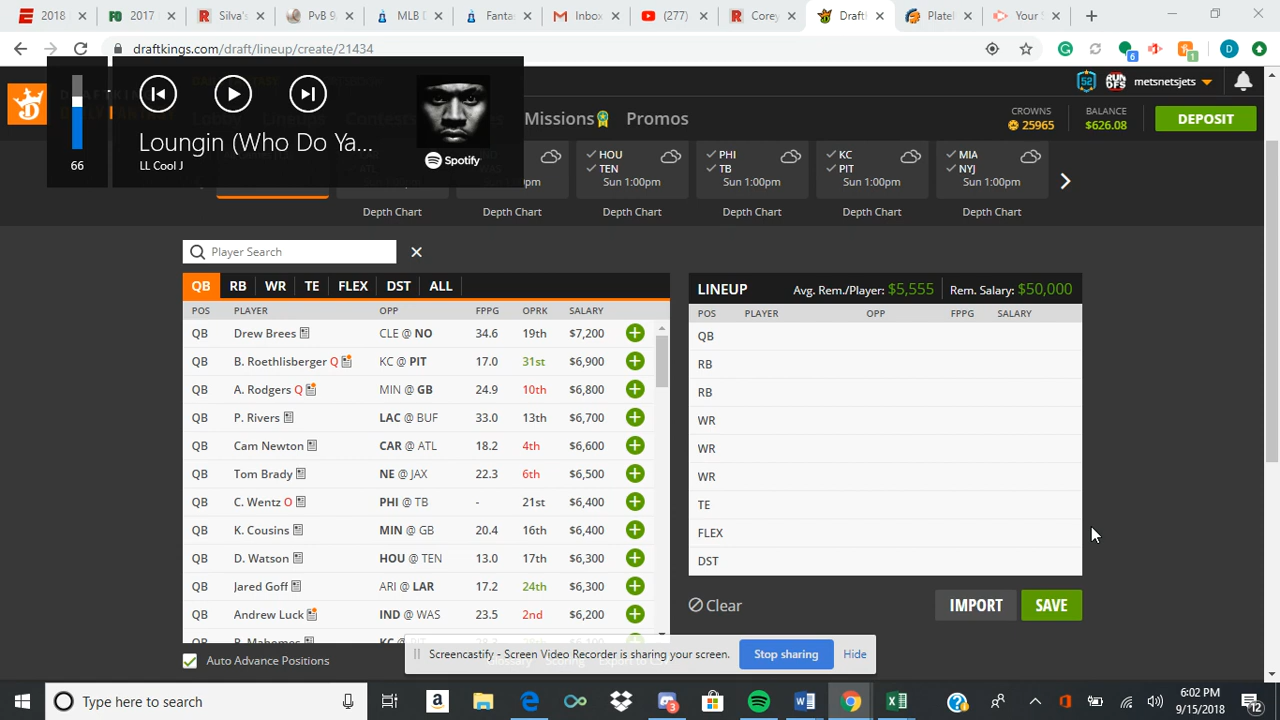 2018
2017
Silva's
PvB 9
MLB D
Fantas
Inbox
(277)
Corey
Draft
Platel
Your S
draftkings.com/draft/lineup/create/21434
66
Loungin (Who Do Ya...
LL Cool J
Spotify
Missions
Promos
52
metsnetsjets
CROWNS
25965
BALANCE
$626.08
DEPOSIT
HOU
TEN
Sun 1:00pm
PHI
TB
Sun 1:00pm
KC
PIT
Sun 1:00pm
MIA
NYJ
Sun 1:00pm
Depth Chart
Depth Chart
Depth Chart
Depth Chart
Depth Chart
Depth Chart
Player Search
QB RB WR TE FLEX DST ALL
POS PLAYER OPP FPPG OPRK SALARY
QB Drew Brees CLE @ NO 34.6 19th $7,200
QB B. Roethlisberger Q KC @ PIT 17.0 31st $6,900
QB A. Rodgers Q MIN @ GB 24.9 10th $6,800
QB P. Rivers LAC @ BUF 33.0 13th $6,700
QB Cam Newton CAR @ ATL 18.2 4th $6,600
QB Tom Brady NE @ JAX 22.3 6th $6,500
QB C. Wentz O PHI @ TB - 21st $6,400
QB K. Cousins MIN @ GB 20.4 16th $6,400
QB D. Watson HOU @ TEN 13.0 17th $6,300
QB Jared Goff ARI @ LAR 17.2 24th $6,300
QB Andrew Luck IND @ WAS 23.5 2nd $6,200
LINEUP Avg. Rem./Player: $5,555 Rem. Salary: $50,000
POS PLAYER OPP FPPG SALARY
QB
RB
RB
WR
WR
WR
TE
FLEX
DST
Clear
IMPORT
SAVE
Auto Advance Positions
Screencastify - Screen Video Recorder is sharing your screen.
Stop sharing
Hide
Type here to search
6:02 PM
9/15/2018
12